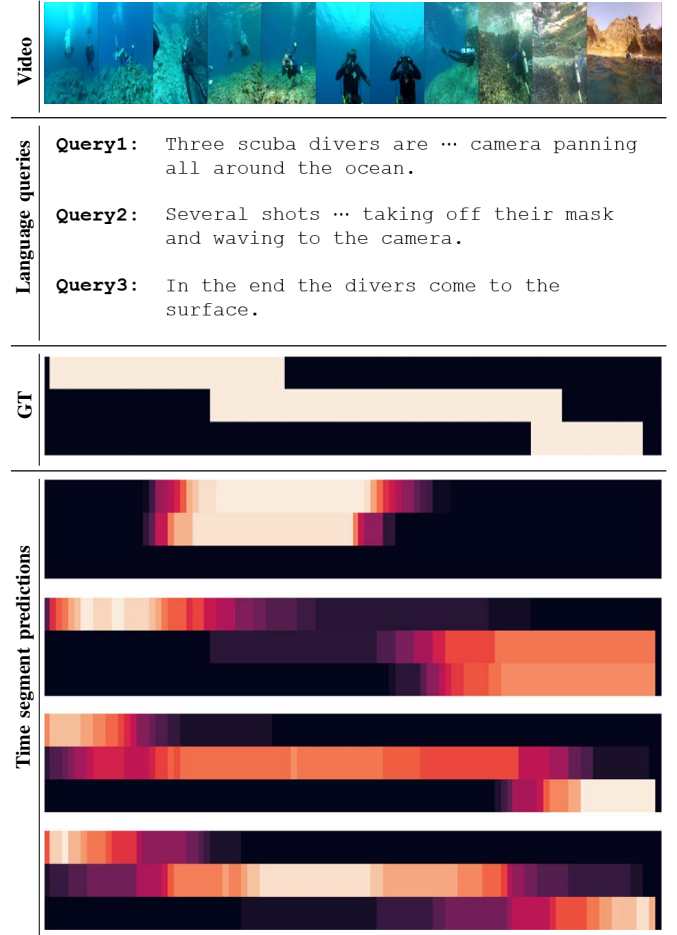 Video
Language queries
Query1: Three scuba divers are ⋯ camera panning
all around the ocean.
Query2: Several shots ⋯ taking off their mask
and waving to the camera.
Query3: In the end the divers come to the
surface.
GT
Time segment predictions